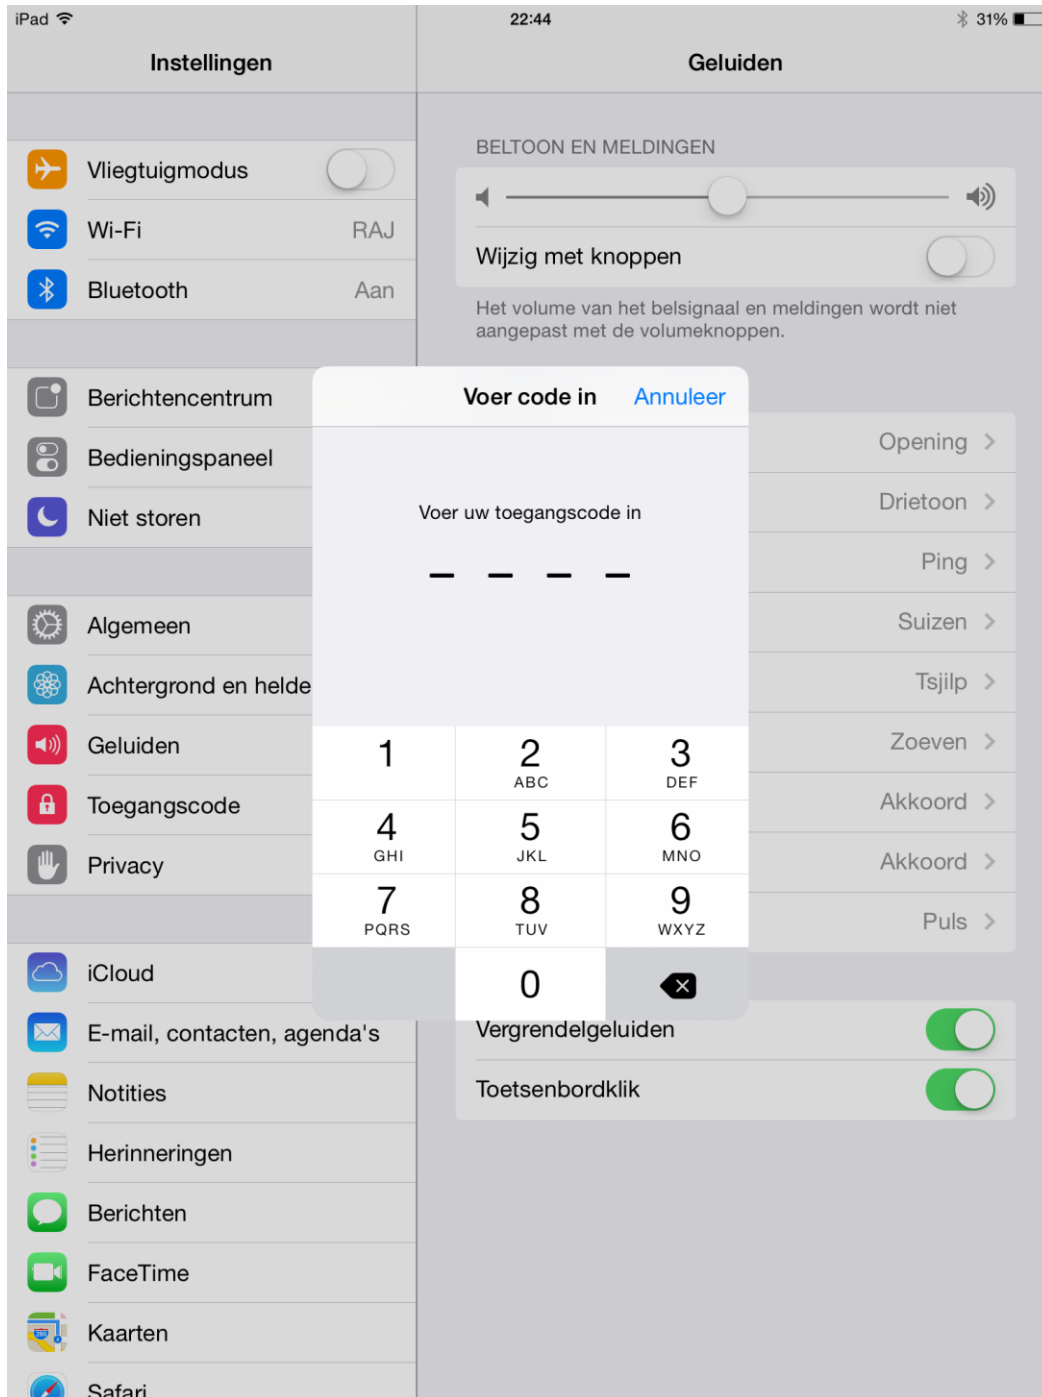 iPad
22:44
31%
Instellingen
Geluiden
Vliegtuigmodus
Wi-Fi RAJ
Bluetooth Aan
Berichtencentrum
Bedieningspaneel
Niet storen
Algemeen
Achtergrond en helde
Geluiden
Toegangscode
Privacy
iCloud
E-mail, contacten, agenda's
Notities
Herinneringen
Berichten
FaceTime
Kaarten
Safari
BELTOON EN MELDINGEN
Wijzig met knoppen
Het volume van het belsignaal en meldingen wordt niet
aangepast met de volumeknoppen.
Opening
Drietoon
Ping
Suizen
Tsjilp
Zoeven
Akkoord
Akkoord
Puls
Vergrendelgeluiden
Toetsenbordklik
Voer code in Annuleer
Voer uw toegangscode in
1 2 3
ABC DEF
4 5 6
GHI JKL MNO
7 8 9
PQRS TUV WXYZ
0